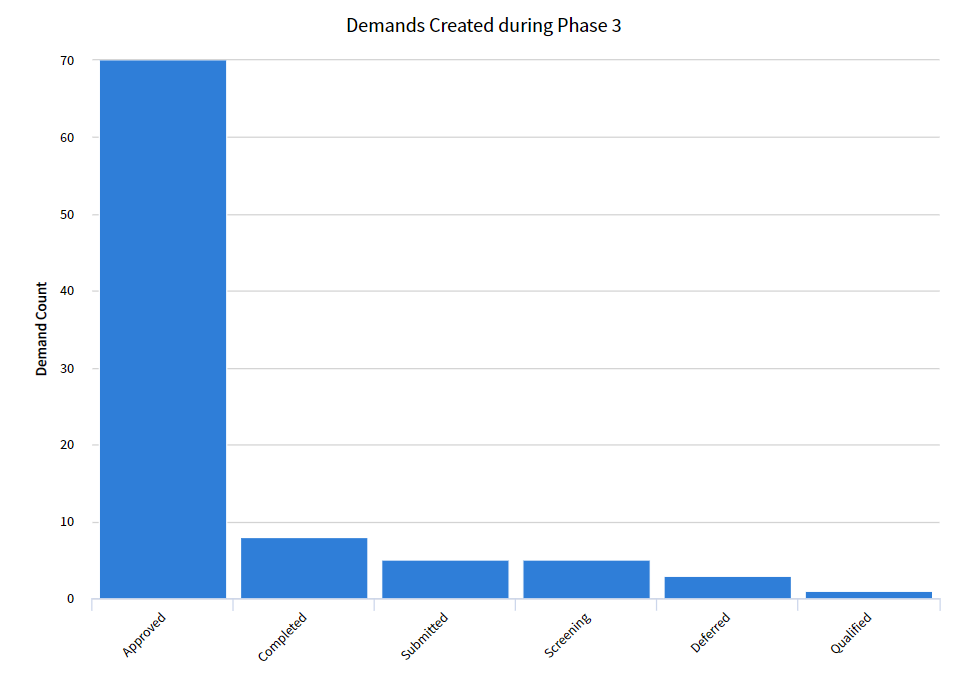 Demands Created during Phase 3
70
60
50
40
30
20
10
0
Demand Count
Approved
Completed
Submitted
Screening
Deferred
Qualified